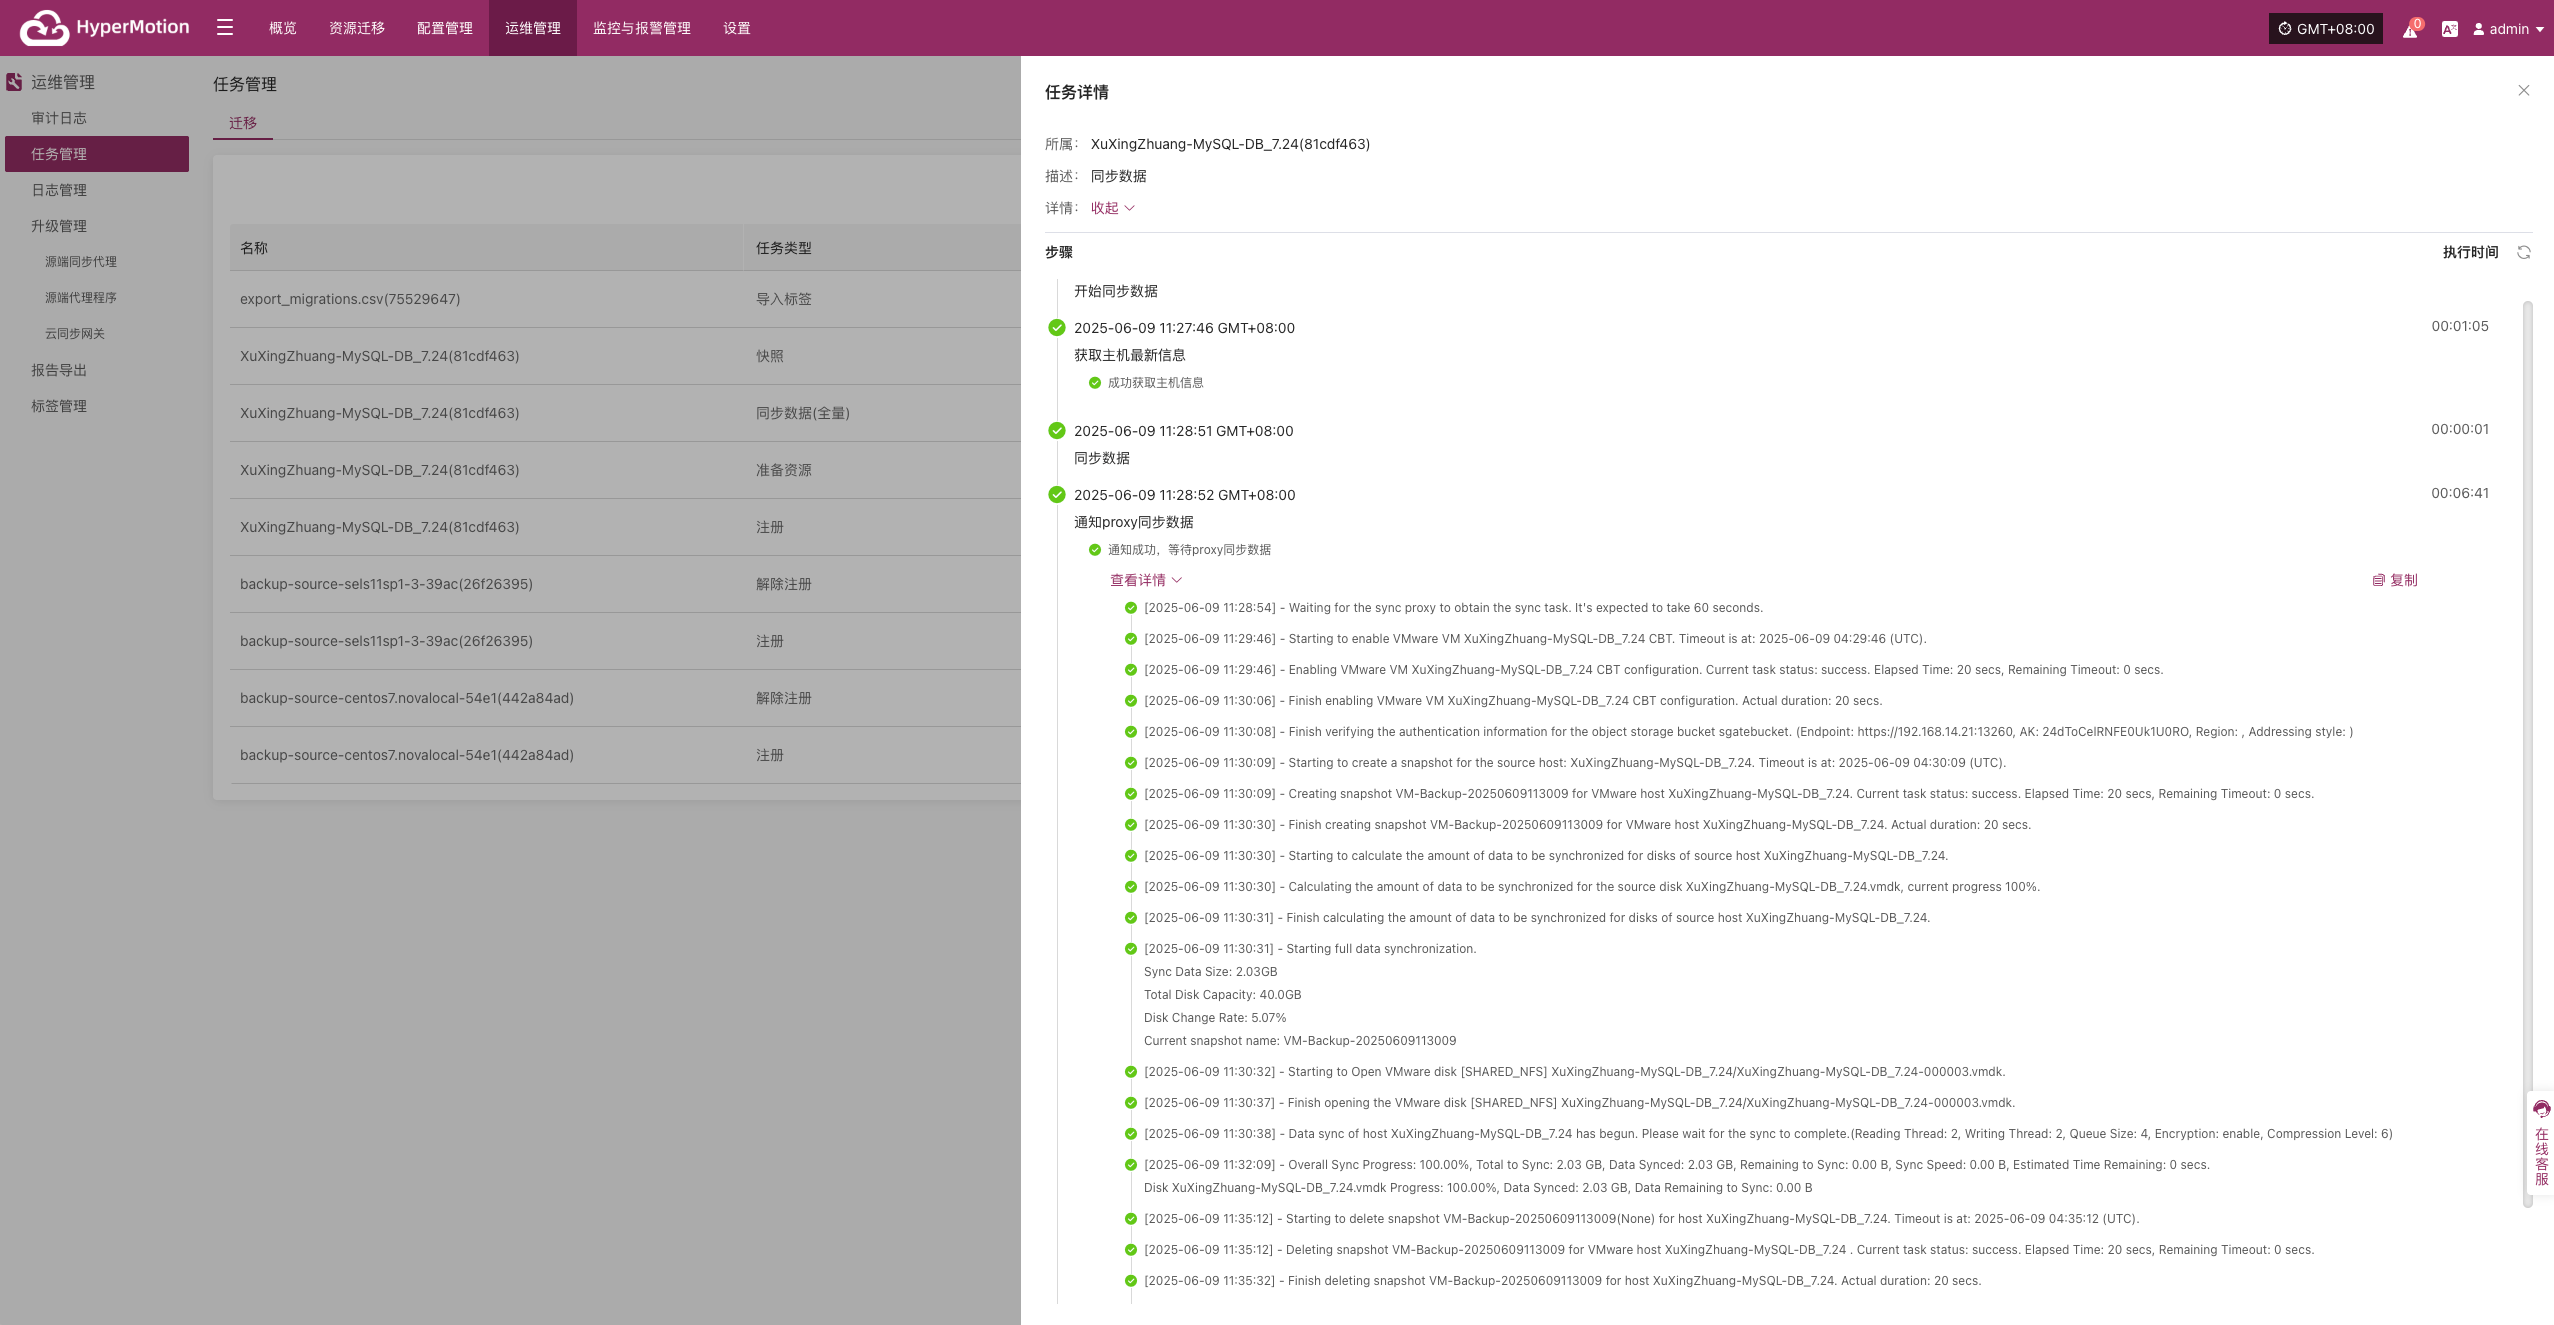 HyperMotion
概览
资源迁移
配置管理
运维管理
监控与报警管理
设置
GMT+08:00
0
admin
运维管理
审计日志
任务管理
日志管理
升级管理
源端同步代理
源端代理程序
云同步网关
报告导出
标签管理
任务管理
迁移
名称 任务类型
export_migrations.csv(75529647) 导入标签
XuXingZhuang-MySQL-DB_7.24(81cdf463) 快照
XuXingZhuang-MySQL-DB_7.24(81cdf463) 同步数据(全量)
XuXingZhuang-MySQL-DB_7.24(81cdf463) 准备资源
XuXingZhuang-MySQL-DB_7.24(81cdf463) 注册
backup-source-sels11sp1-3-39ac(26f26395) 解除注册
backup-source-sels11sp1-3-39ac(26f26395) 注册
backup-source-centos7.novalocal-54e1(442a84ad) 解除注册
backup-source-centos7.novalocal-54e1(442a84ad) 注册
任务详情
所属： XuXingZhuang-MySQL-DB_7.24(81cdf463)
描述： 同步数据
详情： 收起
步骤 执行时间
开始同步数据
2025-06-09 11:27:46 GMT+08:00 00:01:05
获取主机最新信息
成功获取主机信息
2025-06-09 11:28:51 GMT+08:00 00:00:01
同步数据
2025-06-09 11:28:52 GMT+08:00 00:06:41
通知proxy同步数据
通知成功，等待proxy同步数据
查看详情 复制
[2025-06-09 11:28:54] - Waiting for the sync proxy to obtain the sync task. It's expected to take 60 seconds.
[2025-06-09 11:29:46] - Starting to enable VMware VM XuXingZhuang-MySQL-DB_7.24 CBT. Timeout is at: 2025-06-09 04:29:46 (UTC).
[2025-06-09 11:29:46] - Enabling VMware VM XuXingZhuang-MySQL-DB_7.24 CBT configuration. Current task status: success. Elapsed Time: 20 secs, Remaining Timeout: 0 secs.
[2025-06-09 11:30:06] - Finish enabling VMware VM XuXingZhuang-MySQL-DB_7.24 CBT configuration. Actual duration: 20 secs.
[2025-06-09 11:30:08] - Finish verifying the authentication information for the object storage bucket sgatebucket. (Endpoint: https://192.168.14.21:13260, AK: 24dToCelRNFE0Uk1U0RO, Region: , Addressing style: )
[2025-06-09 11:30:09] - Starting to create a snapshot for the source host: XuXingZhuang-MySQL-DB_7.24. Timeout is at: 2025-06-09 04:30:09 (UTC).
[2025-06-09 11:30:09] - Creating snapshot VM-Backup-20250609113009 for VMware host XuXingZhuang-MySQL-DB_7.24. Current task status: success. Elapsed Time: 20 secs, Remaining Timeout: 0 secs.
[2025-06-09 11:30:30] - Finish creating snapshot VM-Backup-20250609113009 for VMware host XuXingZhuang-MySQL-DB_7.24. Actual duration: 20 secs.
[2025-06-09 11:30:30] - Starting to calculate the amount of data to be synchronized for disks of source host XuXingZhuang-MySQL-DB_7.24.
[2025-06-09 11:30:30] - Calculating the amount of data to be synchronized for the source disk XuXingZhuang-MySQL-DB_7.24.vmdk, current progress 100%.
[2025-06-09 11:30:31] - Finish calculating the amount of data to be synchronized for disks of source host XuXingZhuang-MySQL-DB_7.24.
[2025-06-09 11:30:31] - Starting full data synchronization.
Sync Data Size: 2.03GB
Total Disk Capacity: 40.0GB
Disk Change Rate: 5.07%
Current snapshot name: VM-Backup-20250609113009
[2025-06-09 11:30:32] - Starting to Open VMware disk [SHARED_NFS] XuXingZhuang-MySQL-DB_7.24/XuXingZhuang-MySQL-DB_7.24-000003.vmdk.
[2025-06-09 11:30:37] - Finish opening the VMware disk [SHARED_NFS] XuXingZhuang-MySQL-DB_7.24/XuXingZhuang-MySQL-DB_7.24-000003.vmdk.
[2025-06-09 11:30:38] - Data sync of host XuXingZhuang-MySQL-DB_7.24 has begun. Please wait for the sync to complete.(Reading Thread: 2, Writing Thread: 2, Queue Size: 4, Encryption: enable, Compression Level: 6)
[2025-06-09 11:32:09] - Overall Sync Progress: 100.00%, Total to Sync: 2.03 GB, Data Synced: 2.03 GB, Remaining to Sync: 0.00 B, Sync Speed: 0.00 B, Estimated Time Remaining: 0 secs.
Disk XuXingZhuang-MySQL-DB_7.24.vmdk Progress: 100.00%, Data Synced: 2.03 GB, Data Remaining to Sync: 0.00 B
[2025-06-09 11:35:12] - Starting to delete snapshot VM-Backup-20250609113009(None) for host XuXingZhuang-MySQL-DB_7.24. Timeout is at: 2025-06-09 04:35:12 (UTC).
[2025-06-09 11:35:12] - Deleting snapshot VM-Backup-20250609113009 for VMware host XuXingZhuang-MySQL-DB_7.24 . Current task status: success. Elapsed Time: 20 secs, Remaining Timeout: 0 secs.
[2025-06-09 11:35:32] - Finish deleting snapshot VM-Backup-20250609113009 for host XuXingZhuang-MySQL-DB_7.24. Actual duration: 20 secs.
在线客服